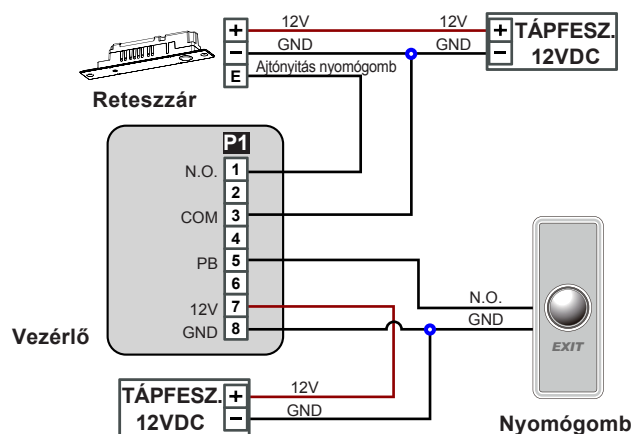 + 12V 12V + TÁPFESZ.
− GND GND − 12VDC
E Ajtónyitás nyomógomb
Reteszzár
P1
N.O. 1
2
COM 3
4
PB 5
6
12V 7
GND 8
Vezérlő
N.O.
GND
EXIT
Nyomógomb
TÁPFESZ. + 12V
12VDC − GND